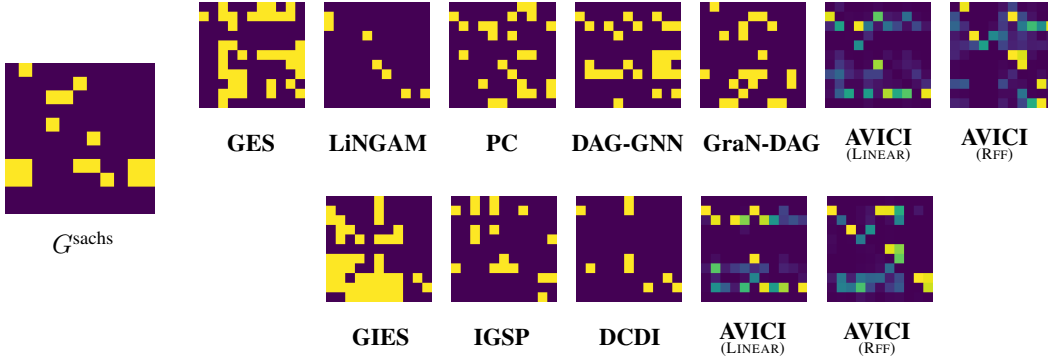 GES LiNGAM PC DAG-GNN GraN-DAG AVICI AVICI
(LINEAR) (RFF)
G^sachs
GIES IGSP DCDI AVICI AVICI
(LINEAR) (RFF)